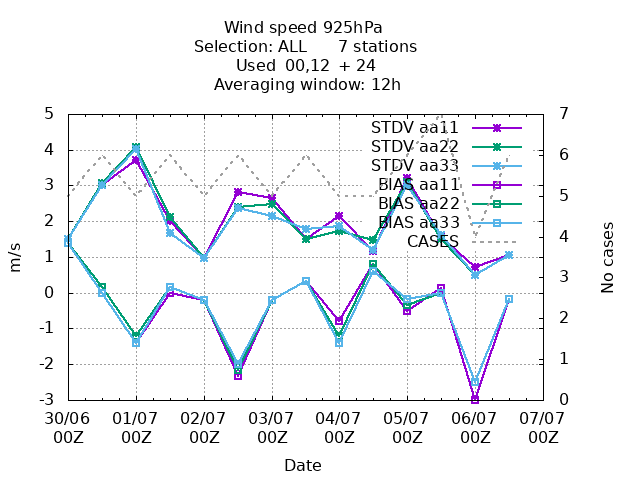 Wind speed 925hPa
Selection: ALL      7 stations
Used  00,12  + 24
Averaging window: 12h
5
4
3
2
1
0
-1
-2
-3
m/s
7
6
5
4
3
2
1
0
No cases
STDV aa11
STDV aa22
STDV aa33
BIAS aa11
BIAS aa22
BIAS aa33
CASES
30/06 01/07 02/07 03/07 04/07 05/07 06/07 07/07
00Z 00Z 00Z 00Z 00Z 00Z 00Z 00Z
Date